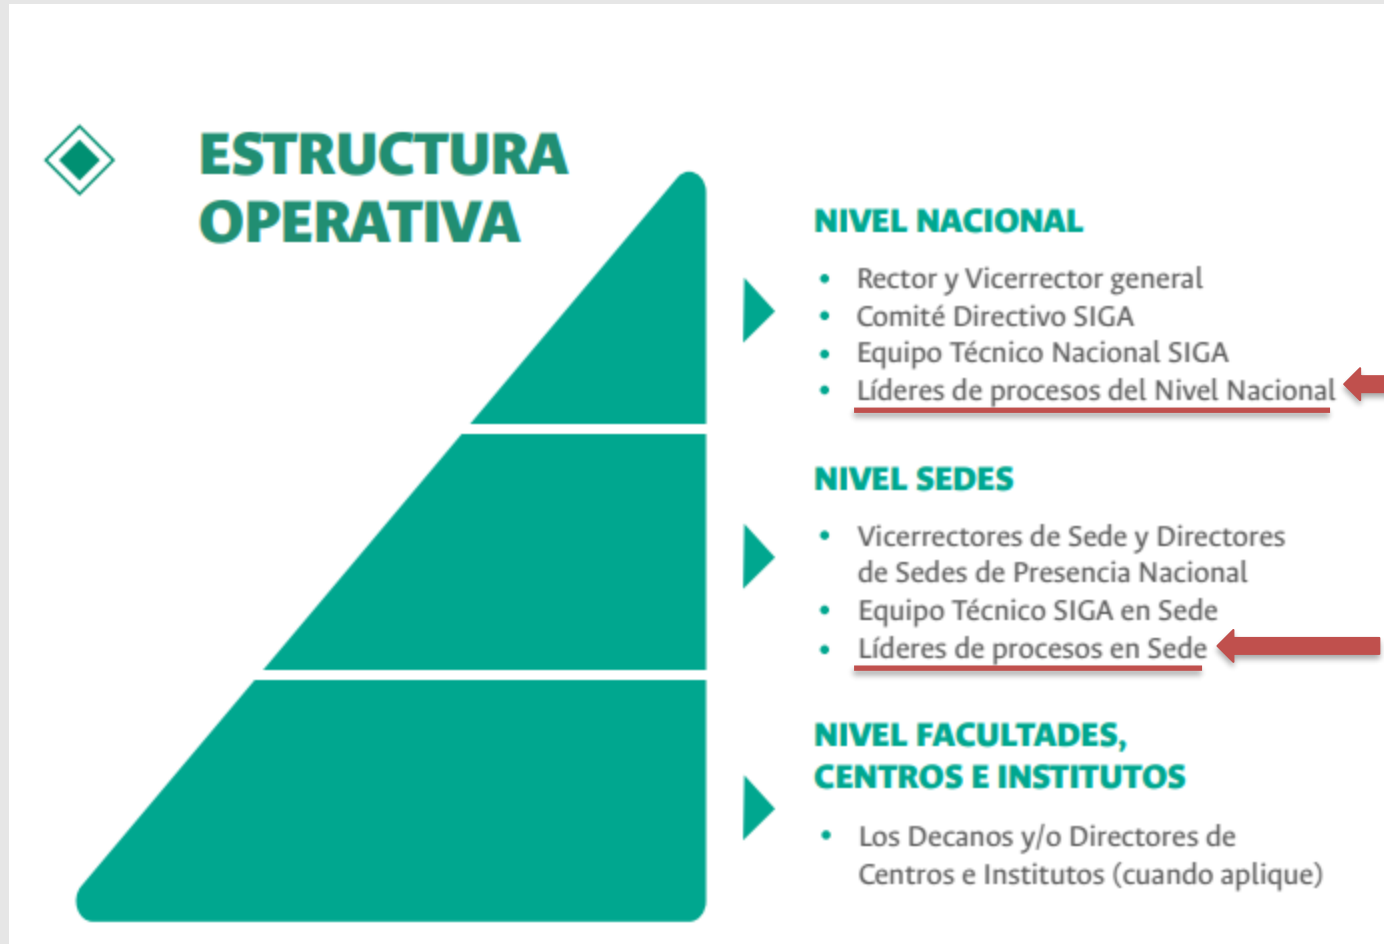 ESTRUCTURA
OPERATIVA
NIVEL NACIONAL
• Rector y Vicerrector general
• Comité Directivo SIGA
• Equipo Técnico Nacional SIGA
• Líderes de procesos del Nivel Nacional
NIVEL SEDES
• Vicerrectores de Sede y Directores
de Sedes de Presencia Nacional
• Equipo Técnico SIGA en Sede
• Líderes de procesos en Sede
NIVEL FACULTADES,
CENTROS E INSTITUTOS
• Los Decanos y/o Directores de
Centros e Institutos (cuando aplique)